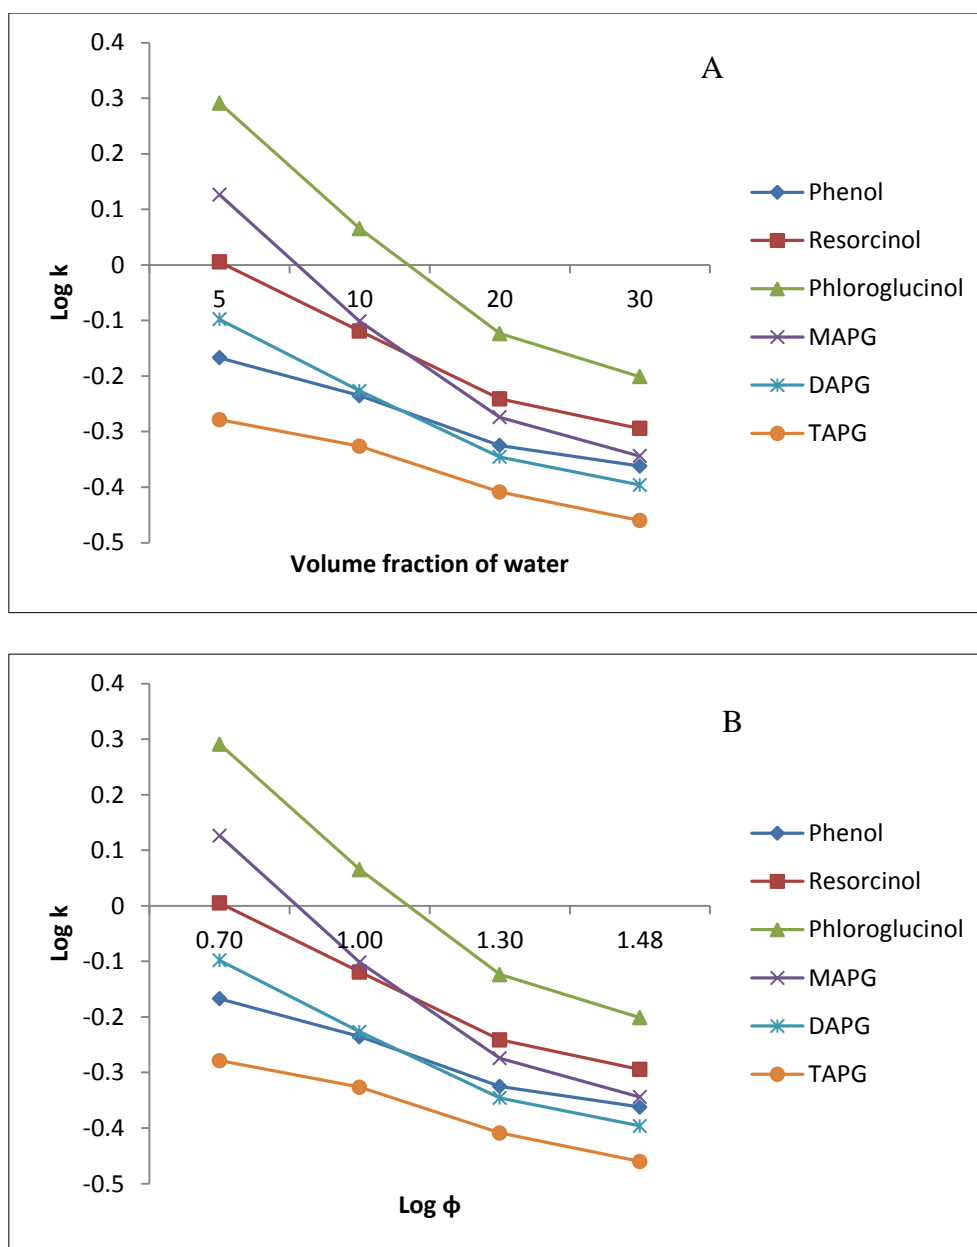 A
0.4
0.3
0.2
0.1
0
-0.1
-0.2
-0.3
-0.4
-0.5
Log k
5 10 20 30
Volume fraction of water
Phenol
Resorcinol
Phloroglucinol
MAPG
DAPG
TAPG
B
0.4
0.3
0.2
0.1
0
-0.1
-0.2
-0.3
-0.4
-0.5
Log k
0.70 1.00 1.30 1.48
Log ϕ
Phenol
Resorcinol
Phloroglucinol
MAPG
DAPG
TAPG